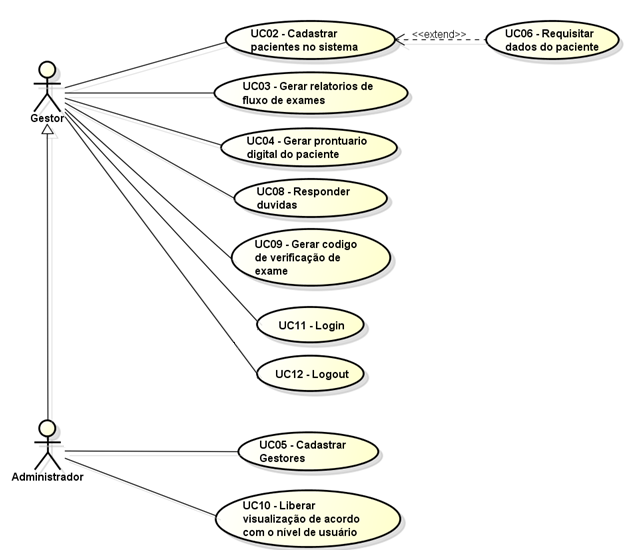 UC02 - Cadastrar
pacientes no sistema
<<extend>>
UC06 - Requisitar
dados do paciente
UC03 - Gerar relatorios de
fluxo de exames
Gestor
UC04 - Gerar prontuario
digital do paciente
UC08 - Responder
duvidas
UC09 - Gerar codigo
de verificação de
exame
UC11 - Login
UC12 - Logout
UC05 - Cadastrar
Gestores
Administrador
UC10 - Liberar
visualização de acordo
com o nível de usuário